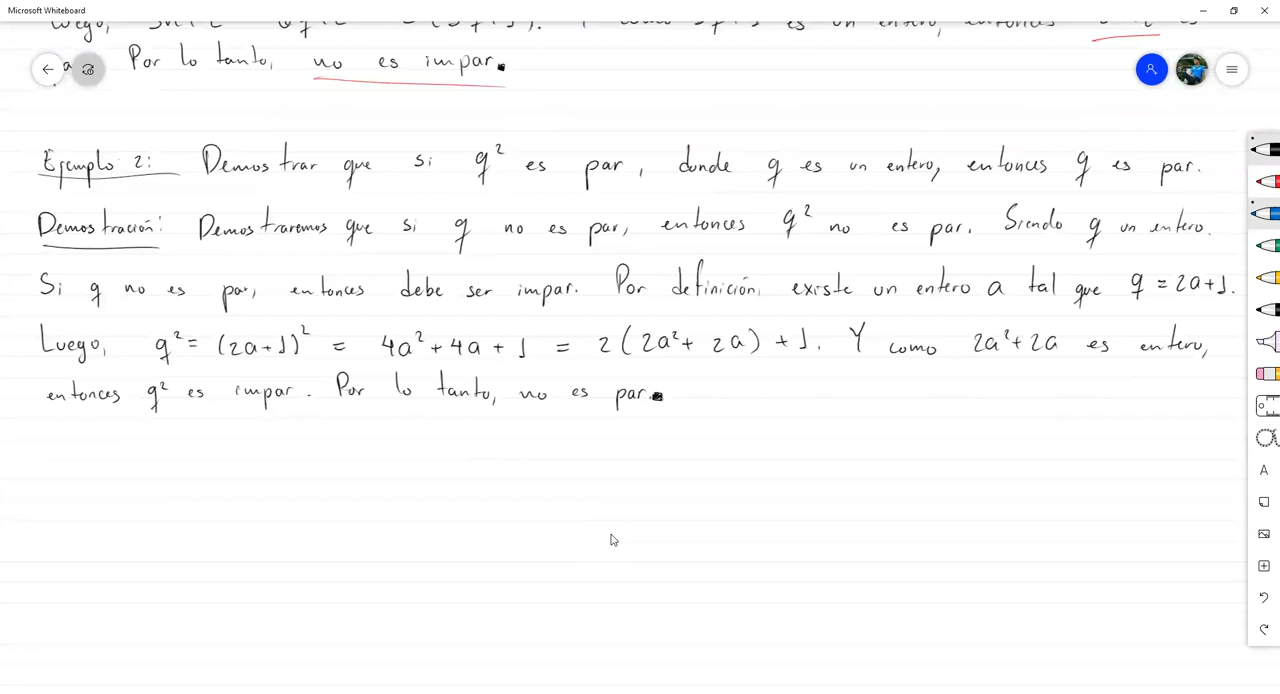 Microsoft Whiteboard
Por lo tanto, no es impar.
Ejemplo 2: Demostrar que si q² es par, donde q es un entero, entonces q es par.
Demostración: Demostraremos que si q no es par, entonces q² no es par. Siendo q un entero.
Si q no es par, entonces debe ser impar. Por definición, existe un entero a tal que q = 2a+1.
Luego, q² = (2a+1)² = 4a² + 4a + 1 = 2(2a² + 2a) + 1. Y como 2a² + 2a es entero,
entonces q² es impar. Por lo tanto, no es par.
A